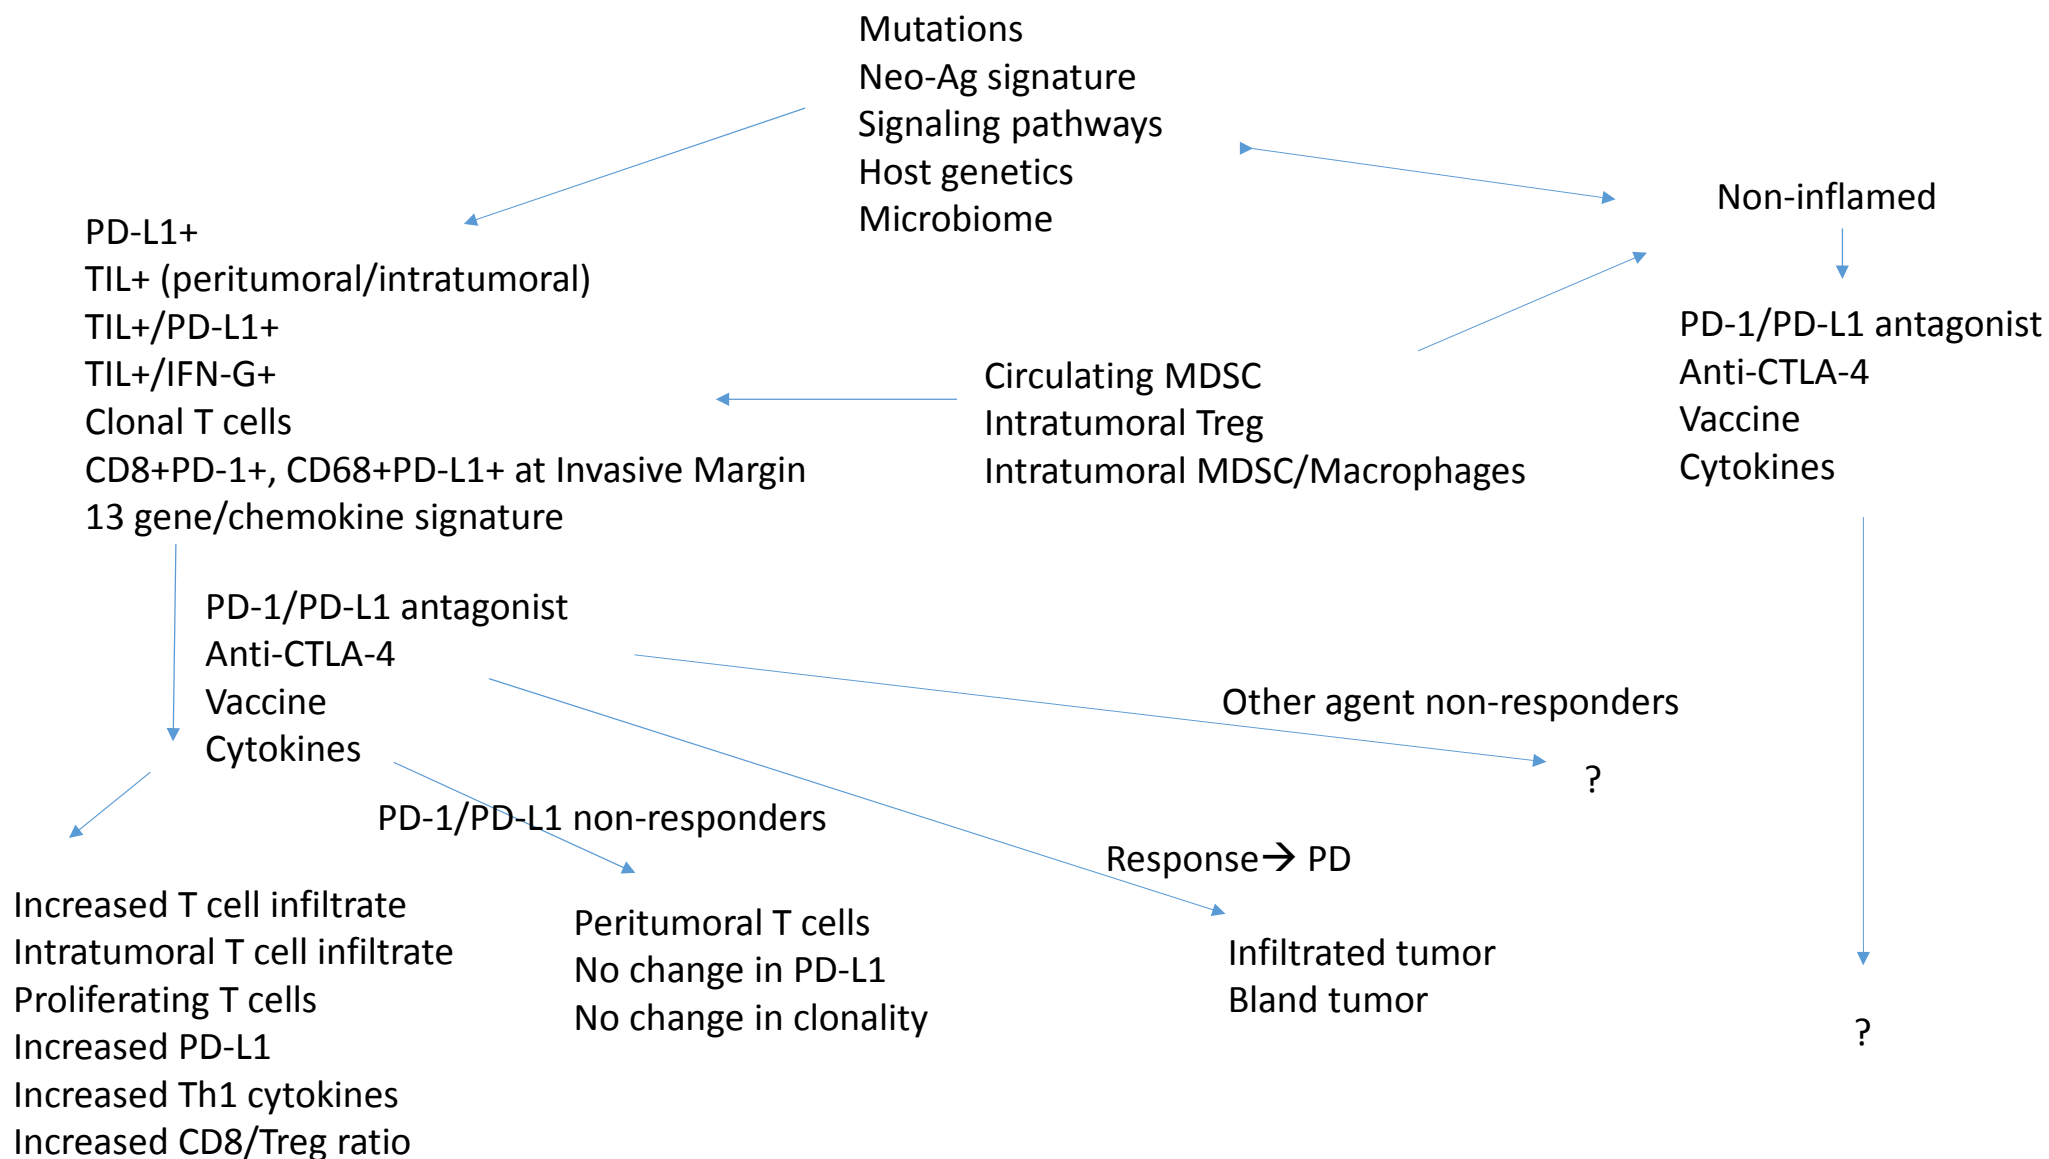 Mutations
Neo-Ag signature
Signaling pathways
Host genetics
Microbiome
Non-inflamed
PD-L1+
TIL+ (peritumoral/intratumoral)
TIL+/PD-L1+
TIL+/IFN-G+
Clonal T cells
CD8+PD-1+, CD68+PD-L1+ at Invasive Margin
13 gene/chemokine signature
Circulating MDSC
Intratumoral Treg
Intratumoral MDSC/Macrophages
PD-1/PD-L1 antagonist
Anti-CTLA-4
Vaccine
Cytokines
PD-1/PD-L1 antagonist
Anti-CTLA-4
Vaccine
Cytokines
Other agent non-responders
?
PD-1/PD-L1 non-responders
Response→ PD
Increased T cell infiltrate
Intratumoral T cell infiltrate
Proliferating T cells
Increased PD-L1
Increased Th1 cytokines
Increased CD8/Treg ratio
Peritumoral T cells
No change in PD-L1
No change in clonality
Infiltrated tumor
Bland tumor
?